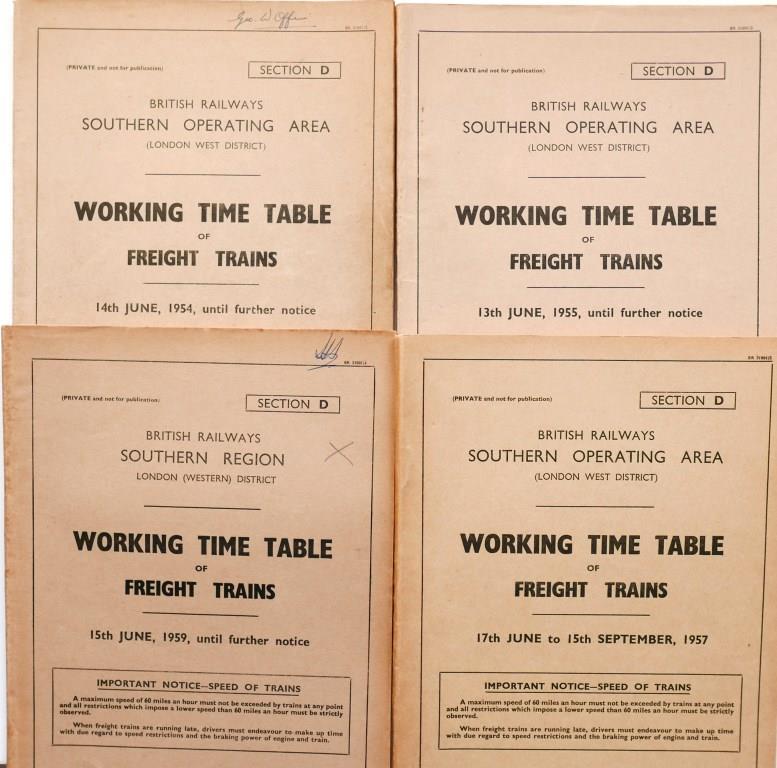 Geo. W. Offin
(PRIVATE and not for publication)
SECTION D
BRITISH RAILWAYS
SOUTHERN OPERATING AREA
(LONDON WEST DISTRICT)
WORKING TIME TABLE
OF
FREIGHT TRAINS
14th JUNE, 1954, until further notice
(PRIVATE and not for publication)
SECTION D
BRITISH RAILWAYS
SOUTHERN OPERATING AREA
(LONDON WEST DISTRICT)
WORKING TIME TABLE
OF
FREIGHT TRAINS
13th JUNE, 1955, until further notice
(PRIVATE and not for publication)
SECTION D
BRITISH RAILWAYS
SOUTHERN REGION
LONDON (WESTERN) DISTRICT
WORKING TIME TABLE
OF
FREIGHT TRAINS
15th JUNE, 1959, until further notice
IMPORTANT NOTICE—SPEED OF TRAINS
A maximum speed of 60 miles an hour must not be exceeded by trains at any point
and all restrictions which impose a lower speed than 60 miles an hour must be strictly
observed.
When freight trains are running late, drivers must endeavour to make up time
with due regard to speed restrictions and the braking power of engine and train.
(PRIVATE and not for publication)
SECTION D
BRITISH RAILWAYS
SOUTHERN OPERATING AREA
(LONDON WEST DISTRICT)
WORKING TIME TABLE
OF
FREIGHT TRAINS
17th JUNE to 15th SEPTEMBER, 1957
IMPORTANT NOTICE—SPEED OF TRAINS
A maximum speed of 60 miles an hour must not be exceeded by trains at any point
and all restrictions which impose a lower speed than 60 miles an hour must be strictly
observed.
When freight trains are running late, drivers must endeavour to make up time
with due regard to speed restrictions and the braking power of engine and train.